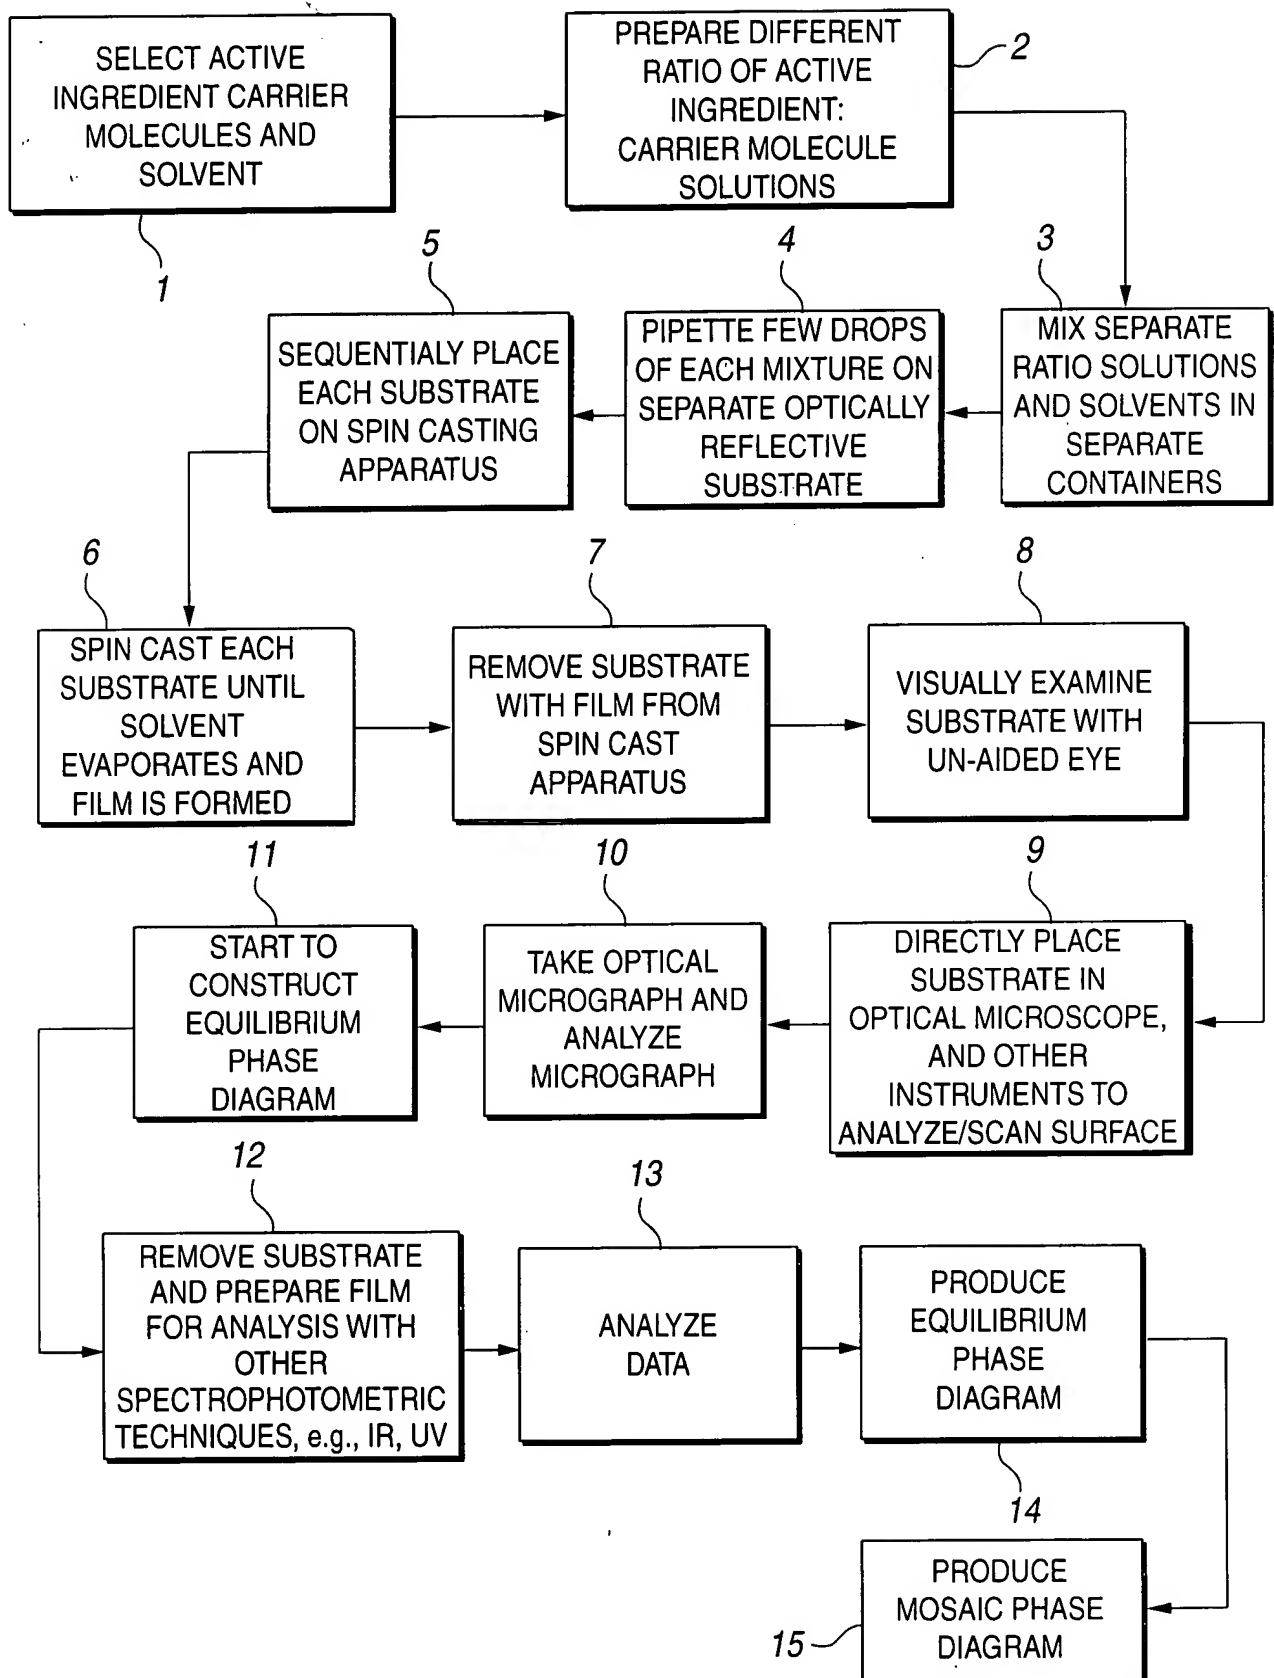 SELECT ACTIVE
INGREDIENT CARRIER
MOLECULES AND
SOLVENT
1
PREPARE DIFFERENT
RATIO OF ACTIVE
INGREDIENT:
CARRIER MOLECULE
SOLUTIONS
2
3
MIX SEPARATE
RATIO SOLUTIONS
AND SOLVENTS IN
SEPARATE
CONTAINERS
4
PIPETTE FEW DROPS
OF EACH MIXTURE ON
SEPARATE OPTICALLY
REFLECTIVE
SUBSTRATE
5
SEQUENTIALY PLACE
EACH SUBSTRATE
ON SPIN CASTING
APPARATUS
6
SPIN CAST EACH
SUBSTRATE UNTIL
SOLVENT
EVAPORATES AND
FILM IS FORMED
7
REMOVE SUBSTRATE
WITH FILM FROM
SPIN CAST
APPARATUS
8
VISUALLY EXAMINE
SUBSTRATE WITH
UN-AIDED EYE
9
DIRECTLY PLACE
SUBSTRATE IN
OPTICAL MICROSCOPE,
AND OTHER
INSTRUMENTS TO
ANALYZE/SCAN SURFACE
10
TAKE OPTICAL
MICROGRAPH AND
ANALYZE
MICROGRAPH
11
START TO
CONSTRUCT
EQUILIBRIUM
PHASE
DIAGRAM
12
REMOVE SUBSTRATE
AND PREPARE FILM
FOR ANALYSIS WITH
OTHER
SPECTROPHOTOMETRIC
TECHNIQUES, e.g., IR, UV
13
ANALYZE
DATA
PRODUCE
EQUILIBRIUM
PHASE
DIAGRAM
14
PRODUCE
MOSAIC PHASE
DIAGRAM
15